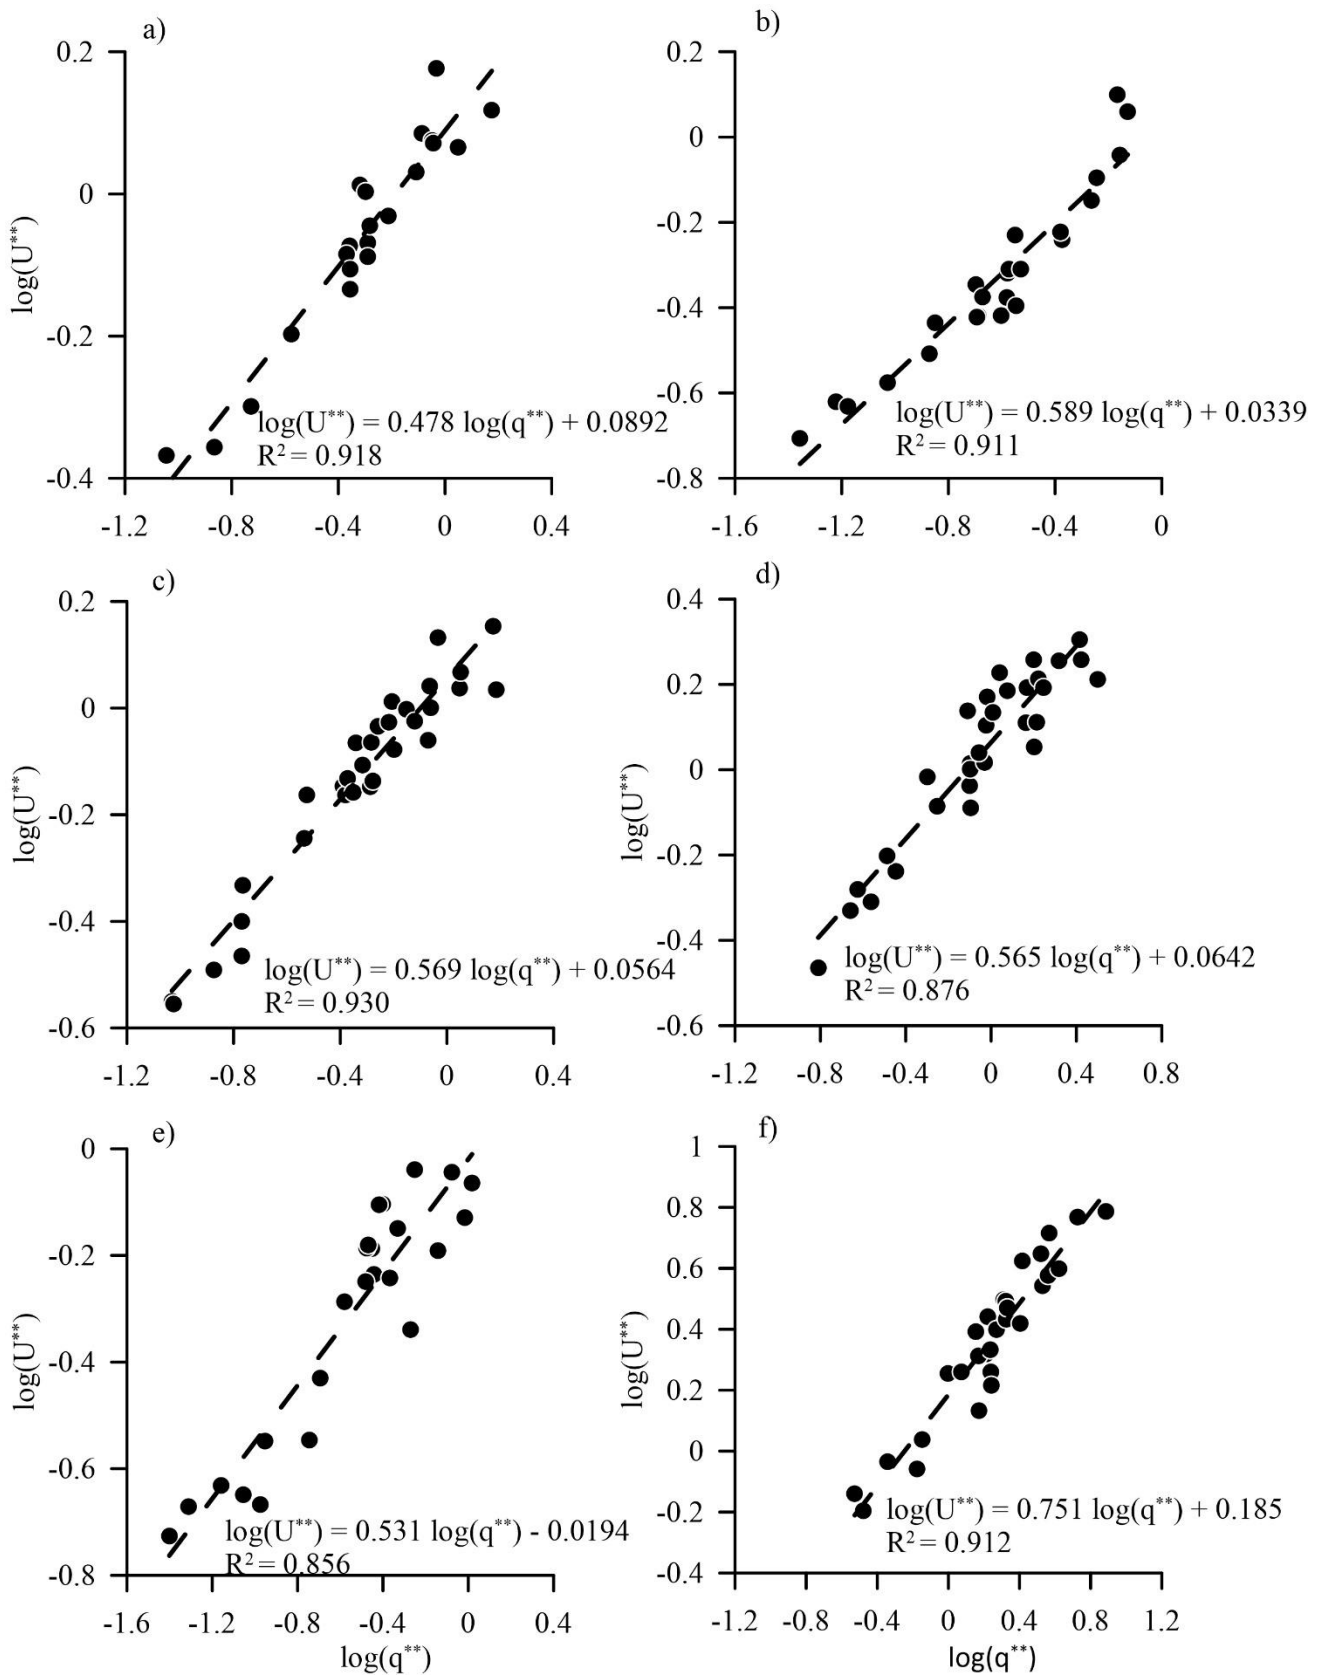 a)
0.2
0
-0.2
-0.4
log(U**)
log(U**) = 0.478 log(q**) + 0.0892
R² = 0.918
-1.2 -0.8 -0.4 0 0.4
b)
0.2
0
-0.2
-0.4
-0.6
-0.8
log(U**) = 0.589 log(q**) + 0.0339
R² = 0.911
-1.6 -1.2 -0.8 -0.4 0
c)
0.2
0
-0.2
-0.4
-0.6
log(U**)
log(U**) = 0.569 log(q**) + 0.0564
R² = 0.930
-1.2 -0.8 -0.4 0 0.4
d)
0.4
0.2
0
-0.2
-0.4
-0.6
log(U**)
log(U**) = 0.565 log(q**) + 0.0642
R² = 0.876
-1.2 -0.8 -0.4 0 0.4 0.8
e)
0
-0.2
-0.4
-0.6
-0.8
log(U**)
log(U**) = 0.531 log(q**) - 0.0194
R² = 0.856
-1.6 -1.2 -0.8 -0.4 0 0.4
log(q**)
f)
1
0.8
0.6
0.4
0.2
0
-0.2
-0.4
log(U**)
log(U**) = 0.751 log(q**) + 0.185
R² = 0.912
-1.2 -0.8 -0.4 0 0.4 0.8 1.2
log(q**)